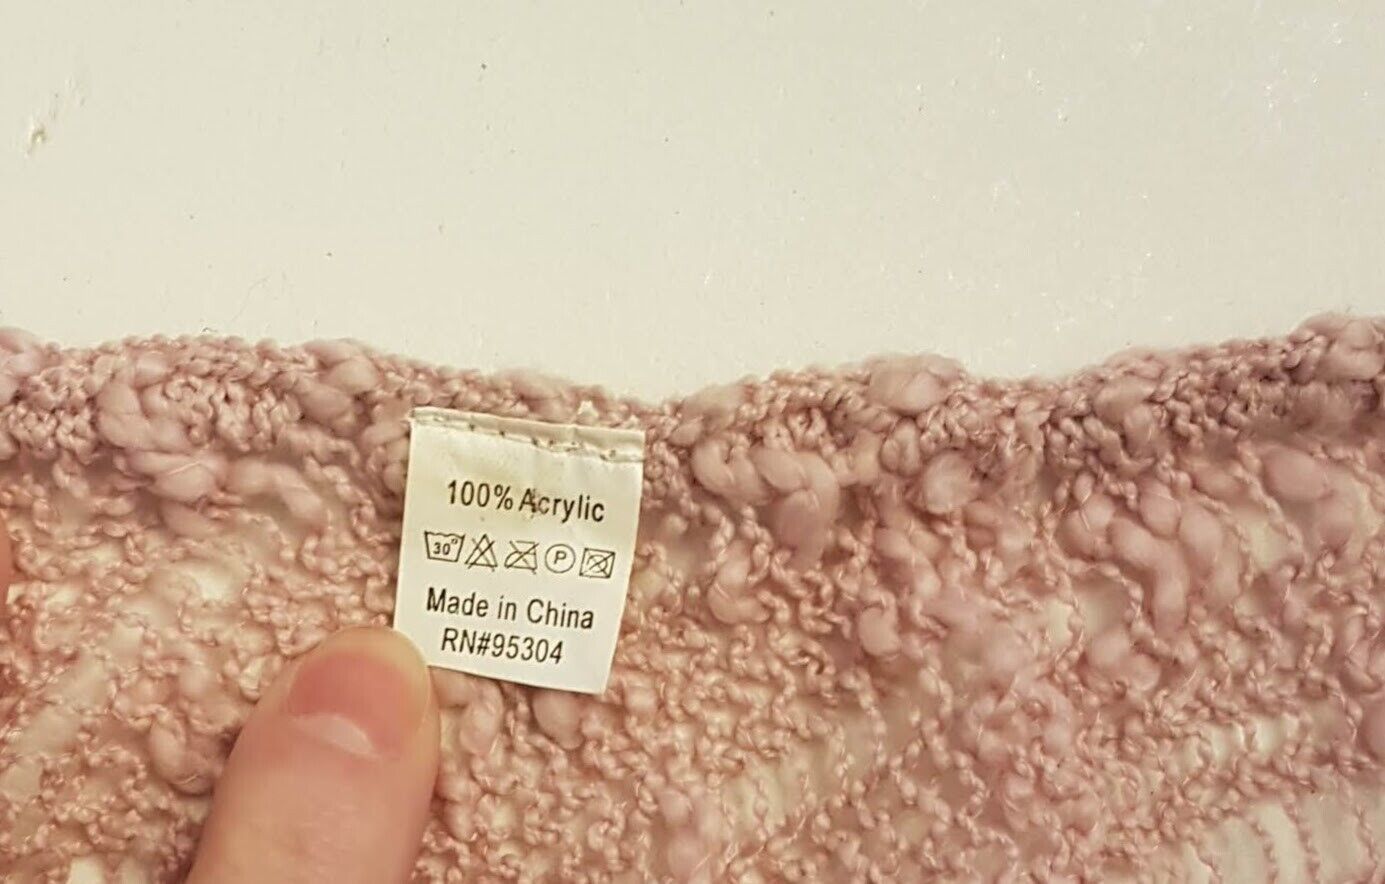 100% Acrylic
30° P
Made in China
RN#95304